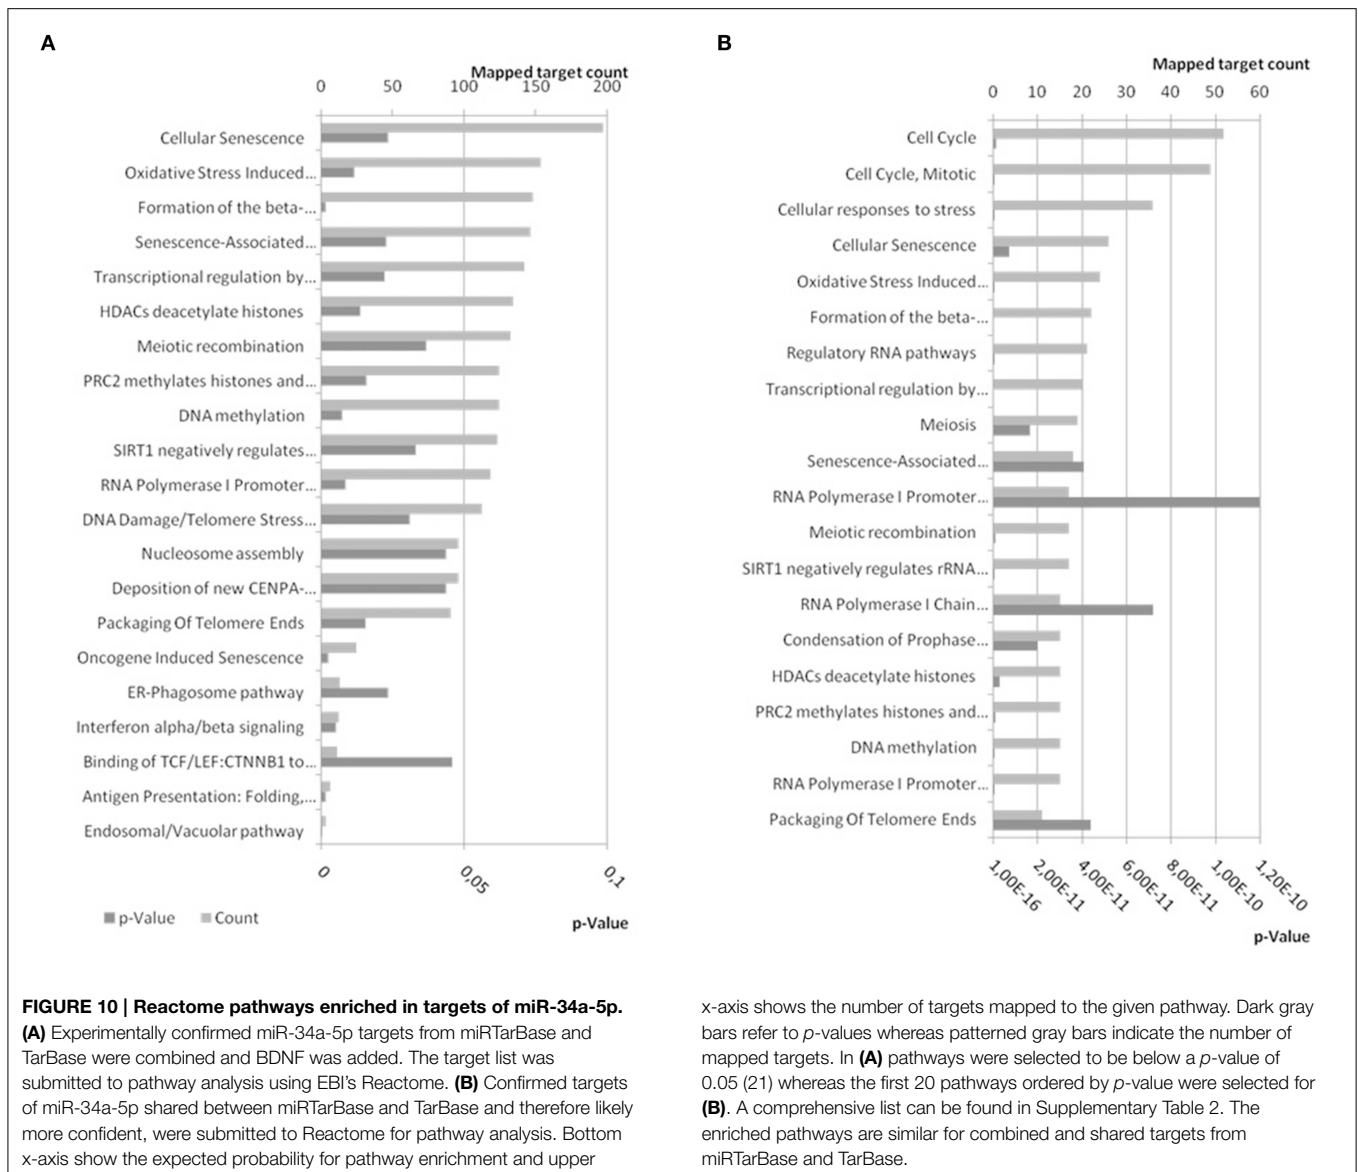 A
Mapped target count
0 50 100 150 200
Cellular Senescence
Oxidative Stress Induced...
Formation of the beta-...
Senescence-Associated...
Transcriptional regulation by...
HDACs deacetylate histones
Meiotic recombination
PRC2 methylates histones and...
DNA methylation
SIRT1 negatively regulates...
RNA Polymerase I Promoter...
DNA Damage/Telomere Stress...
Nucleosome assembly
Deposition of new CENPA-...
Packaging Of Telomere Ends
Oncogene Induced Senescence
ER-Phagosome pathway
Interferon alpha/beta signaling
Binding of TCF/LEF:CTNNB1 to...
Antigen Presentation: Folding,...
Endosomal/Vacuolar pathway
0 0,05 0,1
p-Value Count
p-Value
B
Mapped target count
0 10 20 30 40 50 60
Cell Cycle
Cell Cycle, Mitotic
Cellular responses to stress
Cellular Senescence
Oxidative Stress Induced...
Formation of the beta-...
Regulatory RNA pathways
Transcriptional regulation by...
Meiosis
Senescence-Associated...
RNA Polymerase I Promoter...
Meiotic recombination
SIRT1 negatively regulates rRNA...
RNA Polymerase I Chain...
Condensation of Prophase...
HDACs deacetylate histones
PRC2 methylates histones and...
DNA methylation
RNA Polymerase I Promoter...
Packaging Of Telomere Ends
1,00E-16 2,00E-11 4,00E-11 6,00E-11 8,00E-11 1,00E-10 1,20E-10
p-Value
FIGURE 10 | Reactome pathways enriched in targets of miR-34a-5p.
(A) Experimentally confirmed miR-34a-5p targets from miRTarBase and
TarBase were combined and BDNF was added. The target list was
submitted to pathway analysis using EBI's Reactome. (B) Confirmed targets
of miR-34a-5p shared between miRTarBase and TarBase and therefore likely
more confident, were submitted to Reactome for pathway analysis. Bottom
x-axis show the expected probability for pathway enrichment and upper
x-axis shows the number of targets mapped to the given pathway. Dark gray
bars refer to p-values whereas patterned gray bars indicate the number of
mapped targets. In (A) pathways were selected to be below a p-value of
0.05 (21) whereas the first 20 pathways ordered by p-value were selected for
(B). A comprehensive list can be found in Supplementary Table 2. The
enriched pathways are similar for combined and shared targets from
miRTarBase and TarBase.